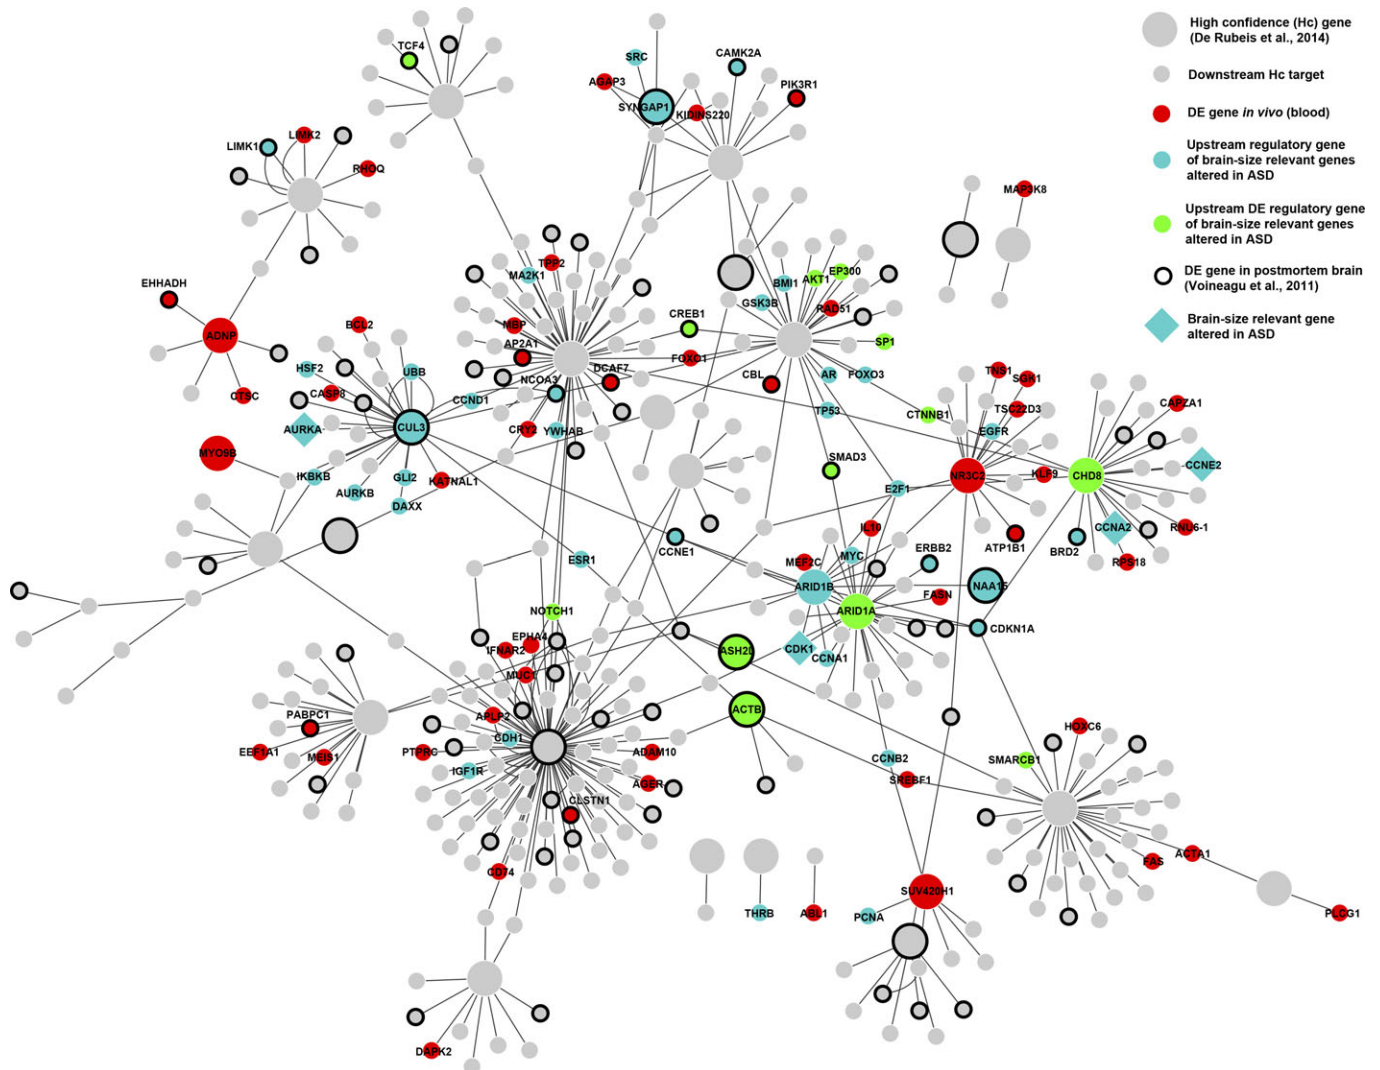 High confidence (Hc) gene
(De Rubeis et al., 2014)
Downstream Hc target
DE gene in vivo (blood)
Upstream regulatory gene
of brain-size relevant genes
altered in ASD
Upstream DE regulatory gene
of brain-size relevant genes
altered in ASD
DE gene in postmortem brain
(Voineagu et al., 2011)
Brain-size relevant gene
altered in ASD
TCF4
SRC
CAMK2A
AGAP3
PIK3R1
SYNGAP1
KIDINS220
LIMK2
LIMK1
RHOQ
MAP3K8
TPP2
MA2K1
EP300
AKT1
BMI1
EHHADH
GSK3B
RAD51
CREB1
BCL2
MBP
ADNP
AP2A1
SP1
FOXO1
HSF2
UBB
DCAF7
CBL
AR
FOXO3
NCOA3
TNS1
SGK1
CTSC
CASP8
CCND1
TP53
CTNNB1
TSC22D3
CAPZA1
AURKA
CUL3
CRY2
YWHAB
EGFR
MYO9B
SMAD3
NR3C2
KLF9
CHD8
CCNE2
IKBKB
GLI2
KATNAL1
E2F1
AURKB
DAXX
IL10
CCNA2
RNU6-1
CCNE1
ATP1B1
BRD2
ESR1
MEF2C
MYC
ERBB2
RPS18
ARID1B
NAA15
FASN
NOTCH1
ARID1A
CDKN1A
EPHA4
IFNAR2
CDK1
CCNA1
MUC1
PABPC1
APLP2
ACTB
HOXC6
CDH1
EEF1A1
MEIS1
PTPRC
ADAM10
CCNB2
SMARCB1
IGF1R
AGER
SREBF1
CLSTN1
ACTA1
FAS
CD74
SUV420H1
THRB
ABL1
PCNA
PLCG1
DAPK2